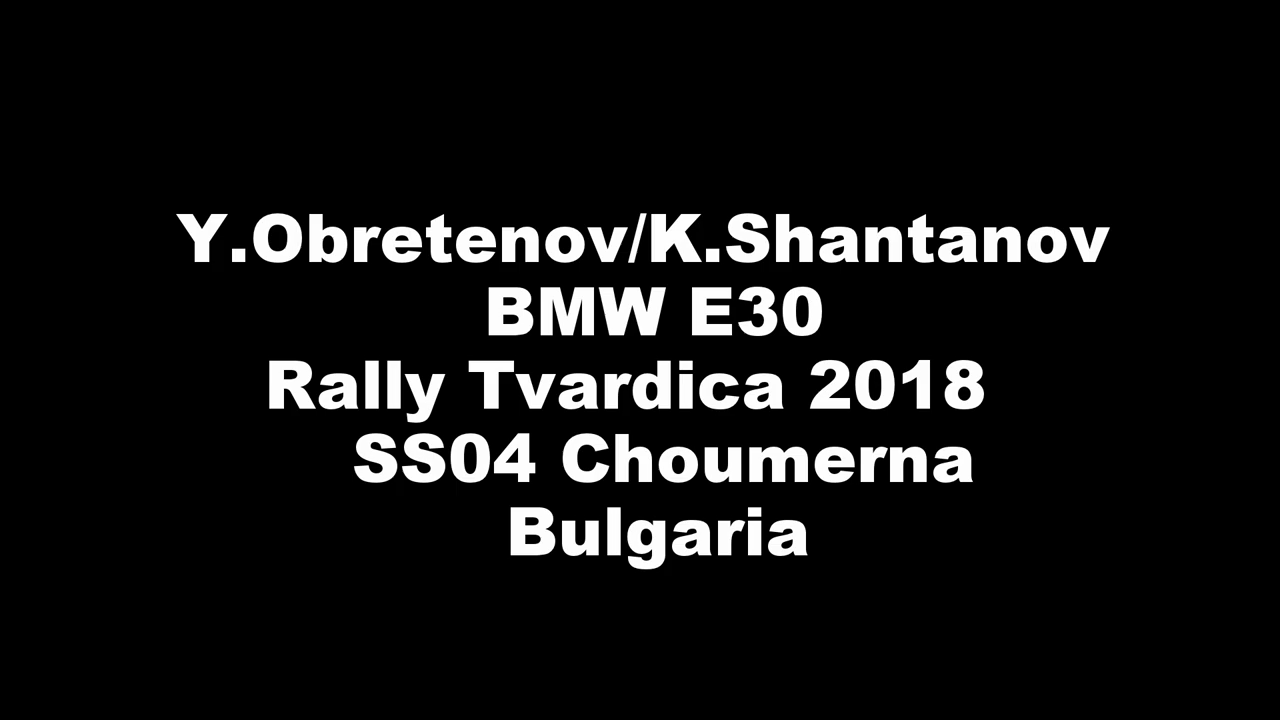 Y.Obretenov/K.Shantanov
BMW E30
Rally Tvardica 2018
SS04 Choumerna
Bulgaria